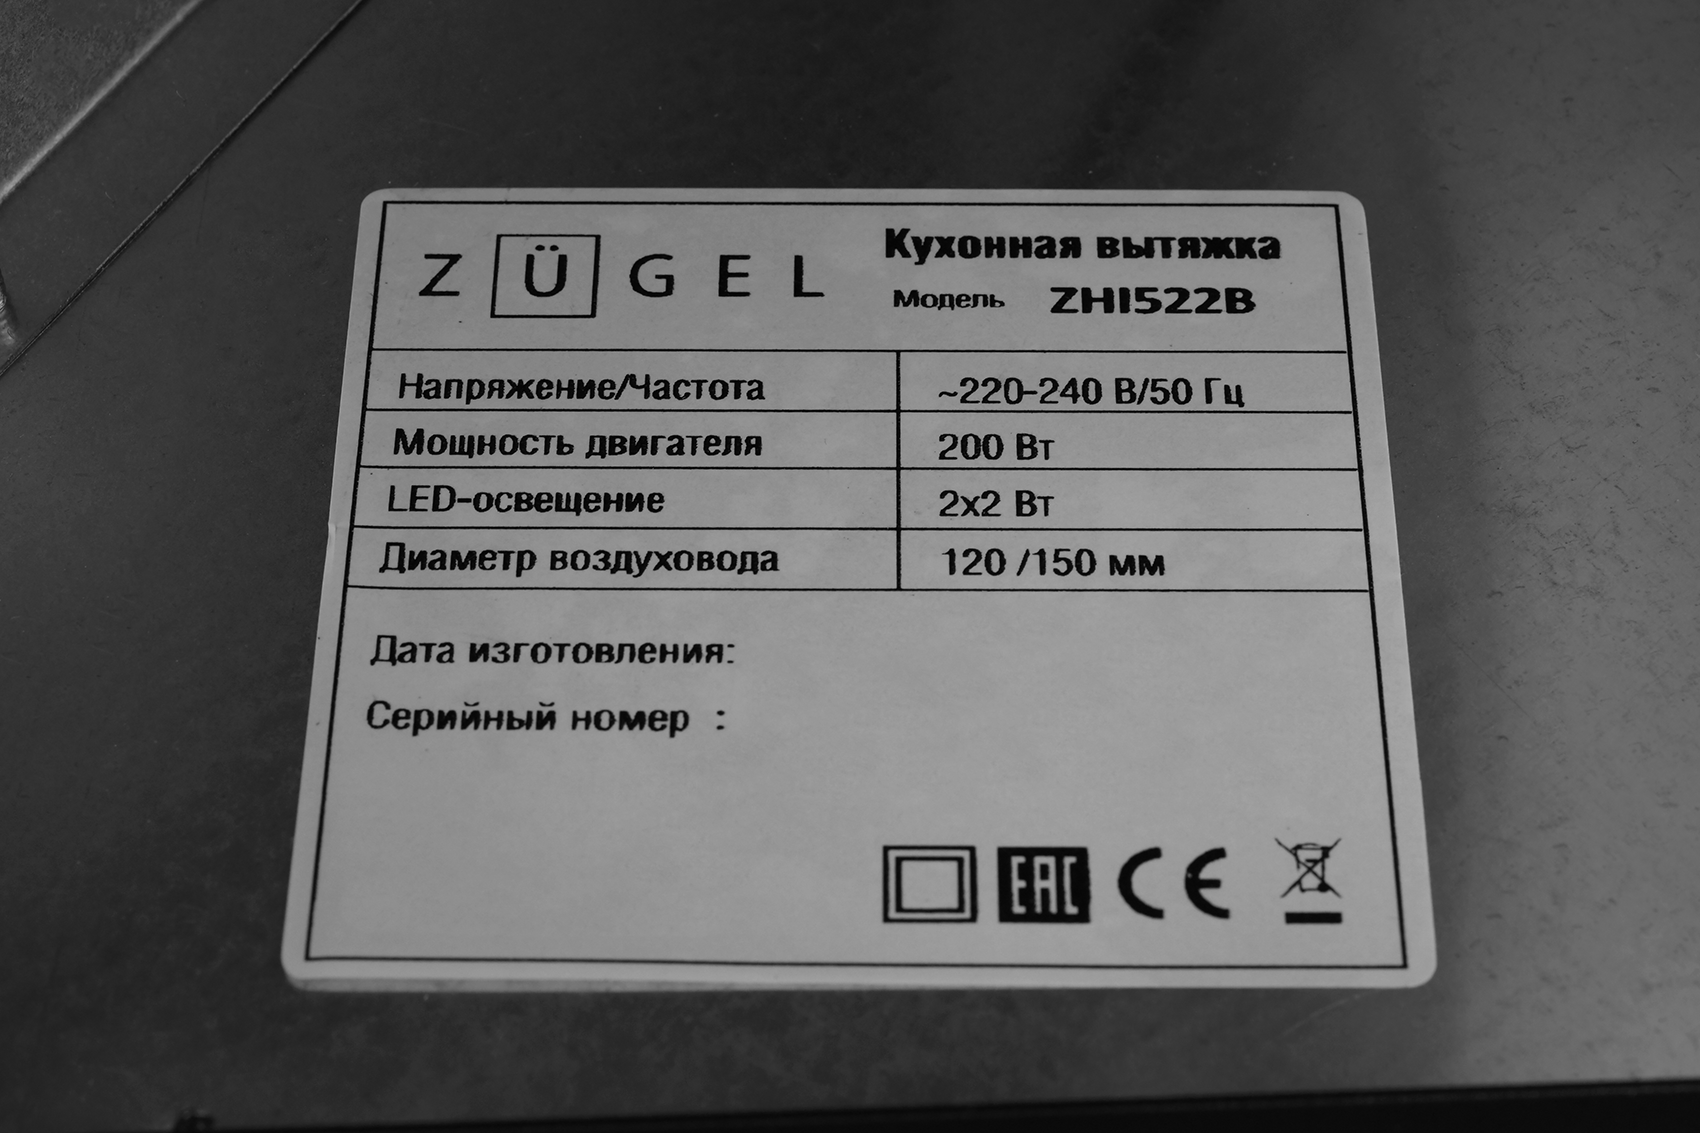 ZÜGEL
Кухонная вытяжка
Модель ZHI522B
Напряжение/Частота ~220-240 В/50 Гц
Мощность двигателя 200 Вт
LED-освещение 2x2 Вт
Диаметр воздуховода 120 /150 мм
Дата изготовления:
Серийный номер :
EAC CE